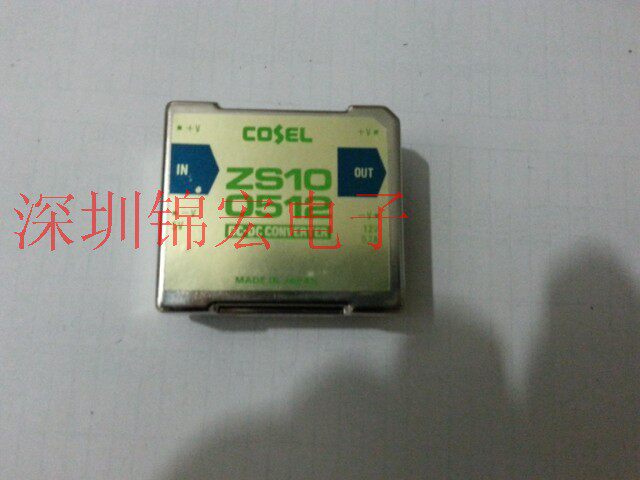 COSEL
+V
+V
IN
OUT
ZS10
0512
深圳锦宏电子
DC-DC CONVERTER
MADE IN JAPAN